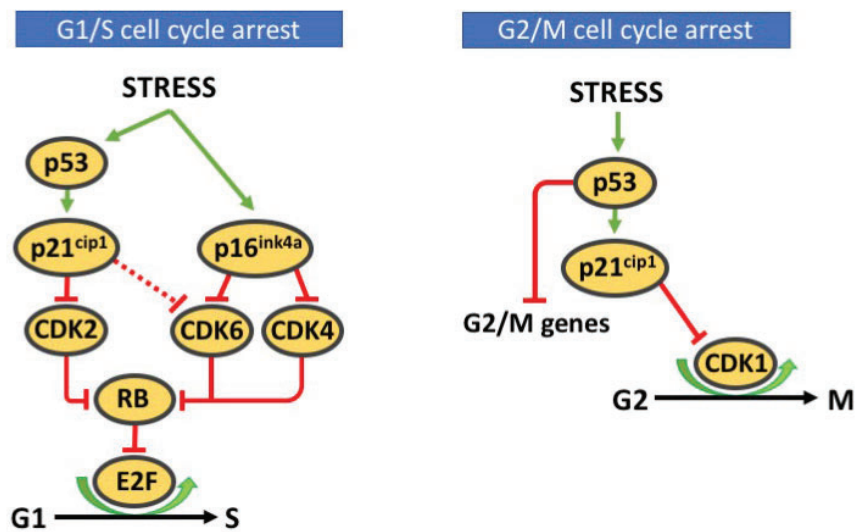 G1/S cell cycle arrest
STRESS
p53
p21cip1
p16ink4a
CDK2
CDK6
CDK4
RB
E2F
G1
S
G2/M cell cycle arrest
STRESS
p53
p21cip1
G2/M genes
CDK1
G2
M